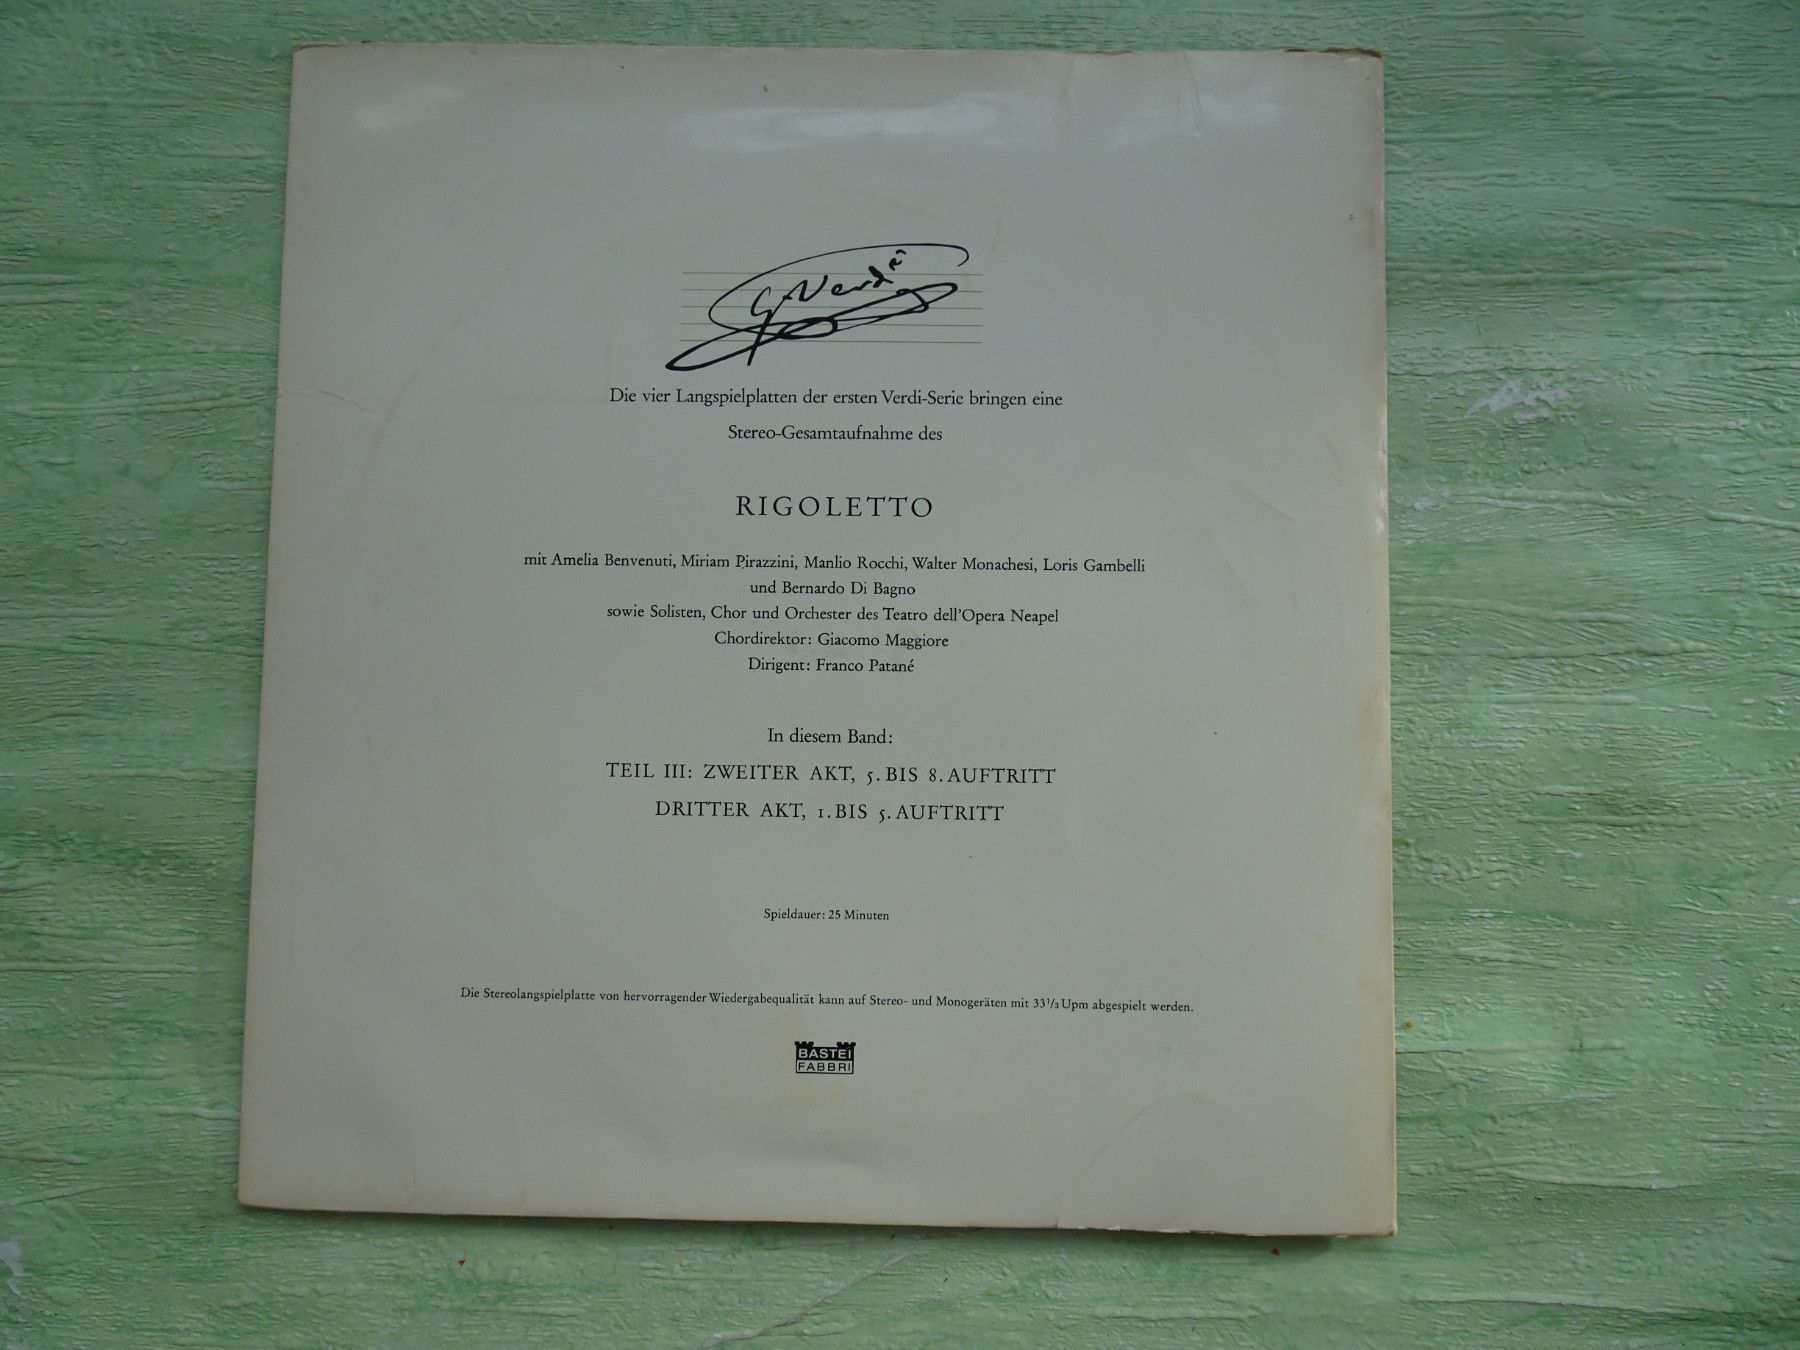 G. Verdi
Die vier Langspielplatten der ersten Verdi-Serie bringen eine
Stereo-Gesamtaufnahme des
RIGOLETTO
mit Amelia Benvenuti, Miriam Pirazzini, Manlio Rocchi, Walter Monachesi, Loris Gambelli
und Bernardo Di Bagno
sowie Solisten, Chor und Orchester des Teatro dell'Opera Neapel
Chordirektor: Giacomo Maggiore
Dirigent: Franco Patané
In diesem Band:
TEIL III: ZWEITER AKT, 5. BIS 8. AUFTRITT
DRITTER AKT, 1. BIS 5. AUFTRITT
Spieldauer: 25 Minuten
Die Stereolangspielplatte von hervorragender Wiedergabequalität kann auf Stereo- und Monogeräten mit 33 1/3 Upm abgespielt werden.
BASTEI
FABBRI